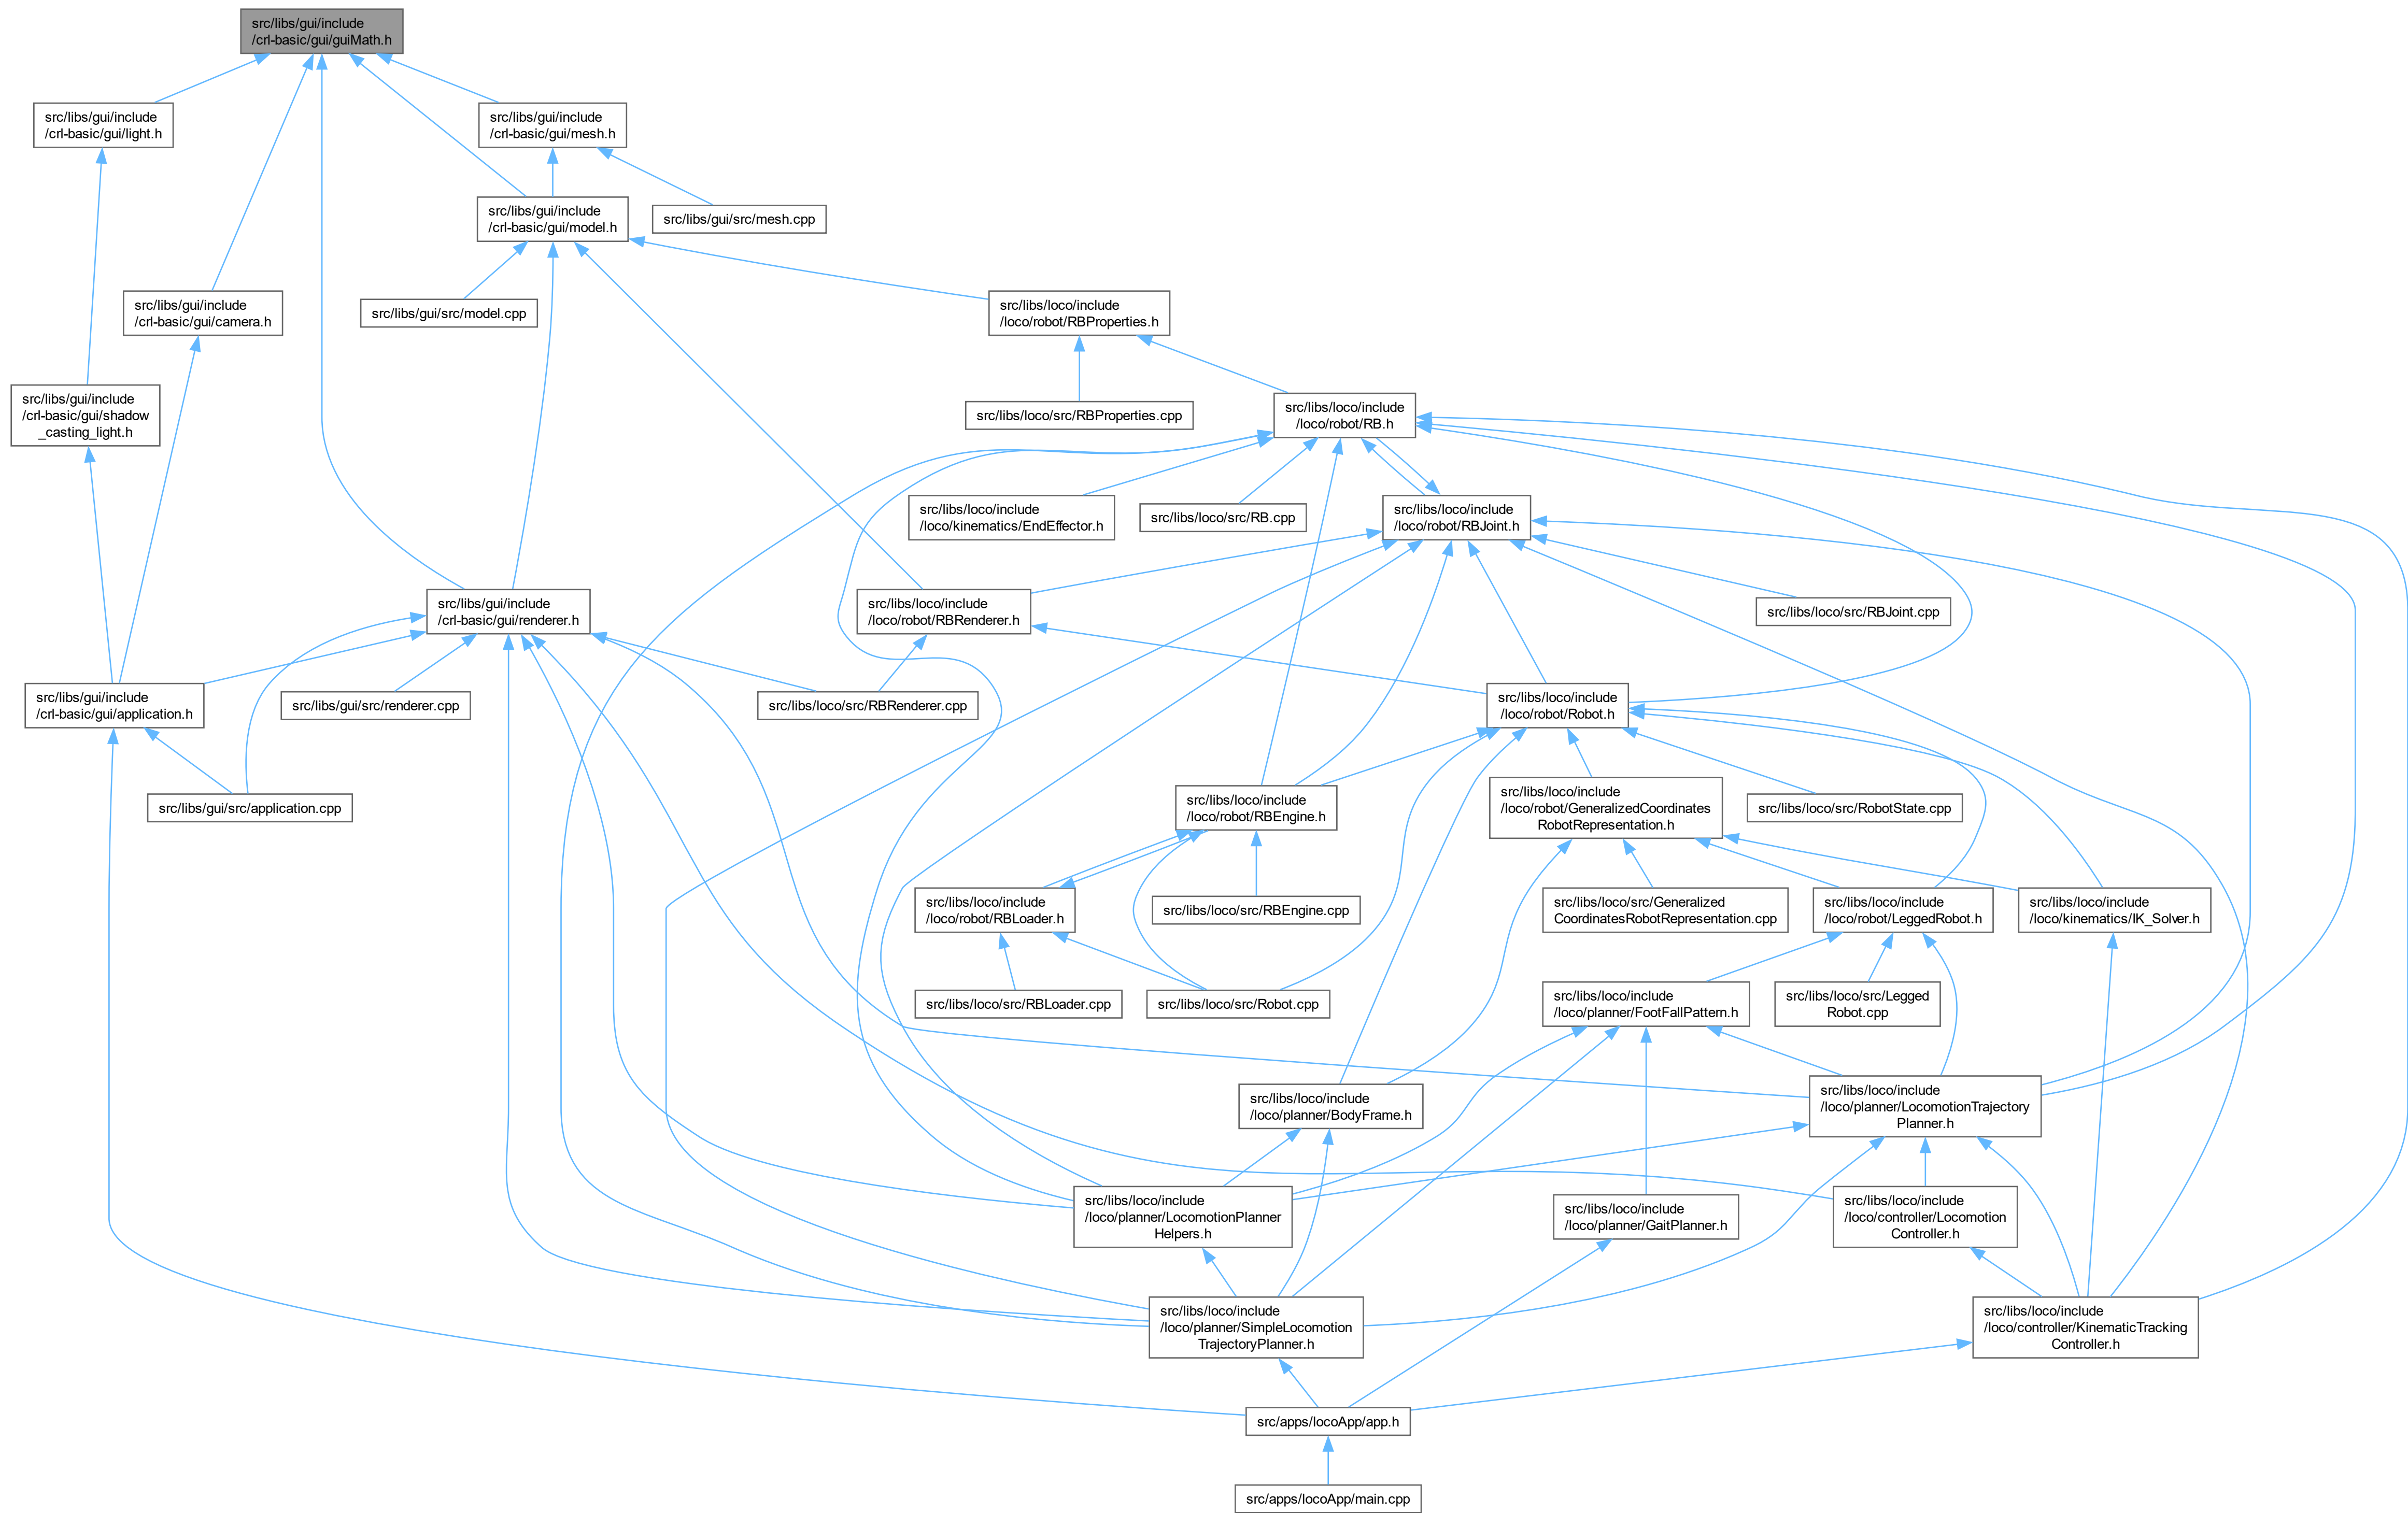 src/libs/gui/include
/crl-basic/gui/guiMath.h
src/libs/gui/include
/crl-basic/gui/light.h
src/libs/gui/include
/crl-basic/gui/mesh.h
src/libs/gui/include
/crl-basic/gui/model.h
src/libs/gui/src/mesh.cpp
src/libs/gui/include
/crl-basic/gui/camera.h
src/libs/gui/src/model.cpp
src/libs/loco/include
/loco/robot/RBProperties.h
src/libs/gui/include
/crl-basic/gui/shadow
_casting_light.h
src/libs/loco/src/RBProperties.cpp
src/libs/loco/include
/loco/robot/RB.h
src/libs/loco/include
/loco/kinematics/EndEffector.h
src/libs/loco/src/RB.cpp
src/libs/loco/include
/loco/robot/RBJoint.h
src/libs/gui/include
/crl-basic/gui/renderer.h
src/libs/loco/include
/loco/robot/RBRenderer.h
src/libs/loco/src/RBJoint.cpp
src/libs/gui/include
/crl-basic/gui/application.h
src/libs/gui/src/renderer.cpp
src/libs/loco/src/RBRenderer.cpp
src/libs/loco/include
/loco/robot/Robot.h
src/libs/gui/src/application.cpp
src/libs/loco/include
/loco/robot/RBEngine.h
src/libs/loco/include
/loco/robot/GeneralizedCoordinates
RobotRepresentation.h
src/libs/loco/src/RobotState.cpp
src/libs/loco/include
/loco/robot/RBLoader.h
src/libs/loco/src/RBEngine.cpp
src/libs/loco/src/Generalized
CoordinatesRobotRepresentation.cpp
src/libs/loco/include
/loco/robot/LeggedRobot.h
src/libs/loco/include
/loco/kinematics/IK_Solver.h
src/libs/loco/src/RBLoader.cpp
src/libs/loco/src/Robot.cpp
src/libs/loco/include
/loco/planner/FootFallPattern.h
src/libs/loco/src/Legged
Robot.cpp
src/libs/loco/include
/loco/planner/BodyFrame.h
src/libs/loco/include
/loco/planner/LocomotionTrajectory
Planner.h
src/libs/loco/include
/loco/planner/LocomotionPlanner
Helpers.h
src/libs/loco/include
/loco/planner/GaitPlanner.h
src/libs/loco/include
/loco/controller/Locomotion
Controller.h
src/libs/loco/include
/loco/planner/SimpleLocomotion
TrajectoryPlanner.h
src/libs/loco/include
/loco/controller/KinematicTracking
Controller.h
src/apps/locoApp/app.h
src/apps/locoApp/main.cpp